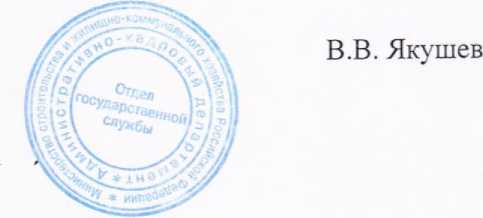 Министерство строительства и жилищно-коммунального хозяйства Российской Федерации *
Административно-кадровый департамент *
Отдел
государственной
службы
В.В. Якушев